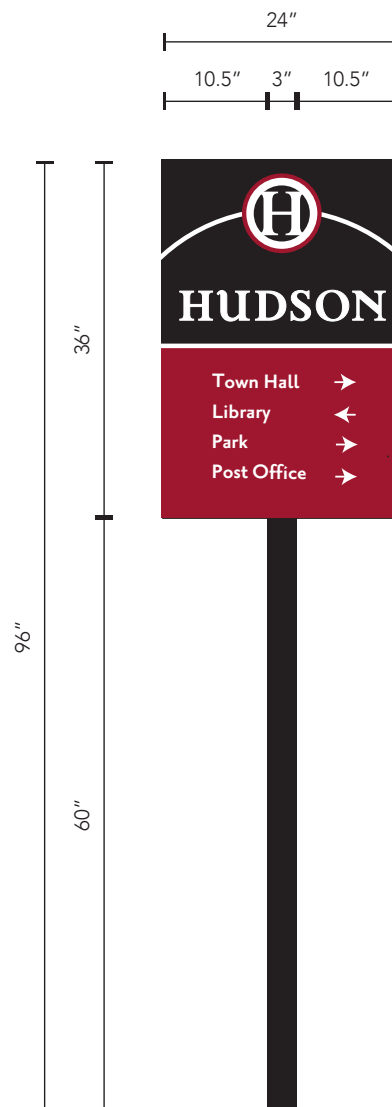 24"
10.5" 3" 10.5"
36"
H
HUDSON
Town Hall →
Library ←
Park →
Post Office →
96"
60"